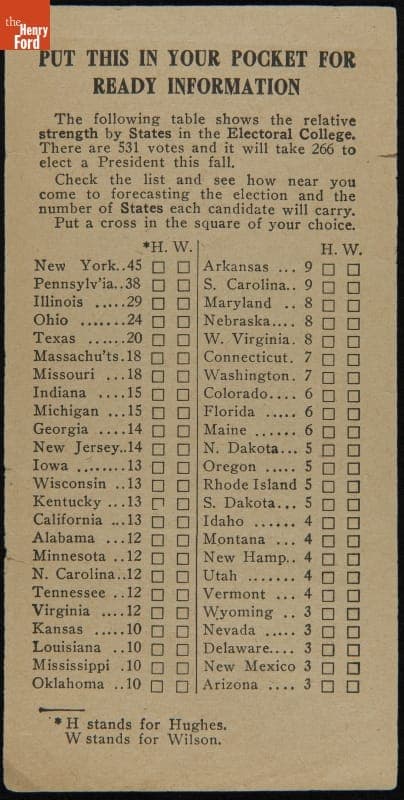 the
Henry
Ford
PUT THIS IN YOUR POCKET FOR
READY INFORMATION
The following table shows the relative
strength by States in the Electoral College.
There are 531 votes and it will take 266 to
elect a President this fall.
Check the list and see how near you
come to forecasting the election and the
number of States each candidate will carry.
Put a cross in the square of your choice.
*H. W.
New York..45
Pennsylv'ia..38
Illinois .....29
Ohio .......24
Texas ......20
Massachu'ts.18
Missouri ...18
Indiana ....15
Michigan ...15
Georgia ....14
New Jersey..14
Iowa ........13
Wisconsin ..13
Kentucky ...13
California ...13
Alabama ...12
Minnesota ..12
N. Carolina..12
Tennessee ..12
Virginia ....12
Kansas .....10
Louisiana ..10
Mississippi .10
Oklahoma ..10
H. W.
Arkansas ... 9
S. Carolina.. 9
Maryland .. 8
Nebraska.... 8
W. Virginia. 8
Connecticut. 7
Washington. 7
Colorado.... 6
Florida ..... 6
Maine ...... 6
N. Dakota... 5
Oregon ..... 5
Rhode Island 5
S. Dakota... 5
Idaho ...... 4
Montana ... 4
New Hamp.. 4
Utah ....... 4
Vermont ... 4
Wyoming .. 3
Nevada ..... 3
Delaware.... 3
New Mexico 3
Arizona .... 3
*H stands for Hughes.
W stands for Wilson.